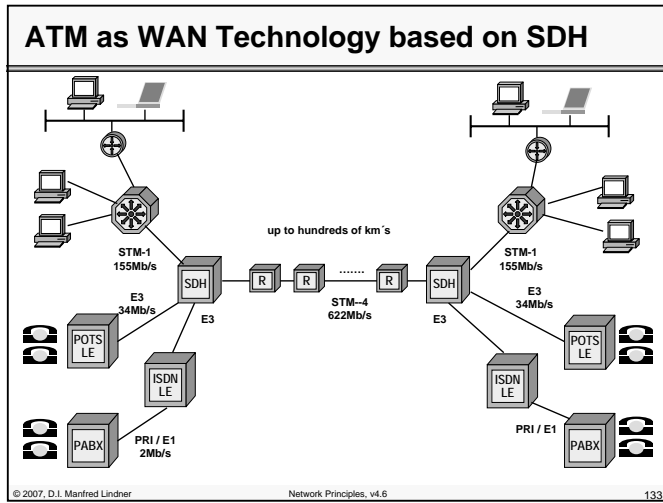 ATM as WAN Technology based on SDH
up to hundreds of km´s
STM-1
155Mb/s
STM-1
155Mb/s
SDH
R
R
.......
R
SDH
STM--4
622Mb/s
E3
34Mb/s
E3
E3
E3
34Mb/s
POTS
LE
ISDN
LE
ISDN
LE
POTS
LE
PABX
PRI / E1
2Mb/s
PRI / E1
PABX
© 2007, D.I. Manfred Lindner
Network Principles, v4.6
133